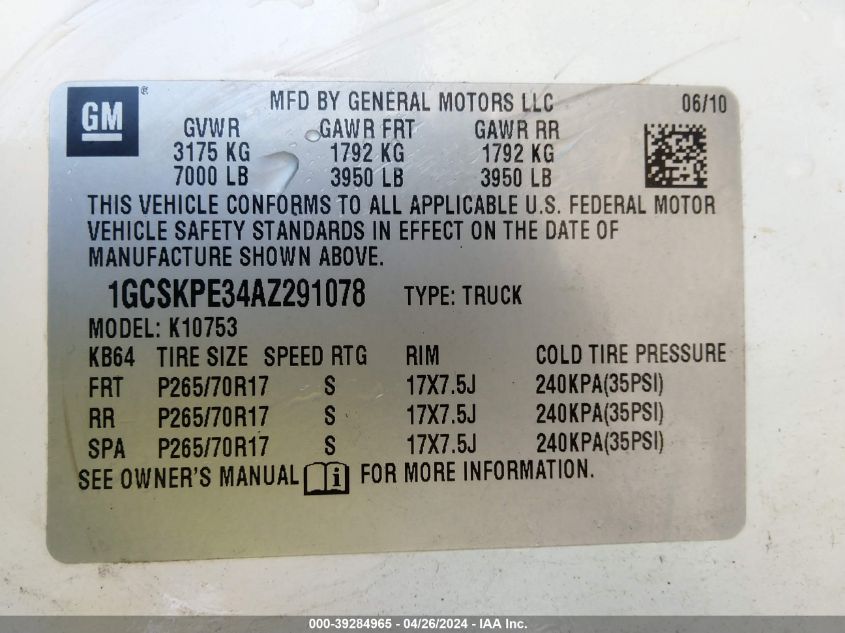 GM ®
MFD BY GENERAL MOTORS LLC 06/10
GVWR GAWR FRT GAWR RR
3175 KG 1792 KG 1792 KG
7000 LB 3950 LB 3950 LB
THIS VEHICLE CONFORMS TO ALL APPLICABLE U.S. FEDERAL MOTOR
VEHICLE SAFETY STANDARDS IN EFFECT ON THE DATE OF
MANUFACTURE SHOWN ABOVE.
1GCSKPE34AZ291078 TYPE: TRUCK
MODEL: K10753
KB64 TIRE SIZE SPEED RTG RIM COLD TIRE PRESSURE
FRT P265/70R17 S 17X7.5J 240KPA(35PSI)
RR P265/70R17 S 17X7.5J 240KPA(35PSI)
SPA P265/70R17 S 17X7.5J 240KPA(35PSI)
SEE OWNER'S MANUAL i FOR MORE INFORMATION.
000-39284965 - 04/26/2024 - IAA Inc.